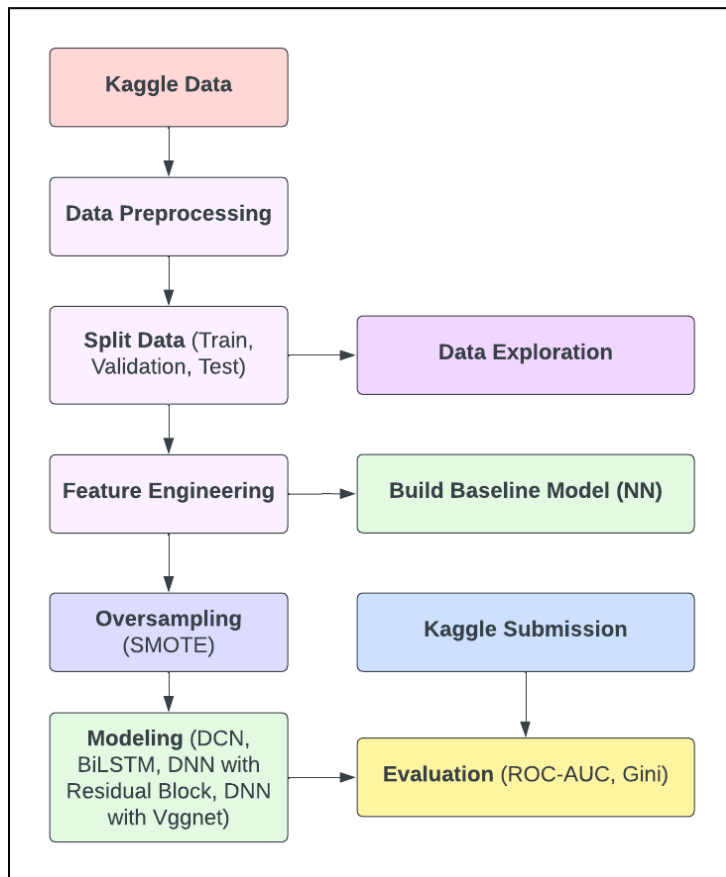 Kaggle Data
Data Preprocessing
Split Data (Train,
Validation, Test)
Data Exploration
Feature Engineering
Build Baseline Model (NN)
Oversampling
(SMOTE)
Kaggle Submission
Modeling (DCN,
BiLSTM, DNN with
Residual Block, DNN
with Vggnet)
Evaluation (ROC-AUC, Gini)